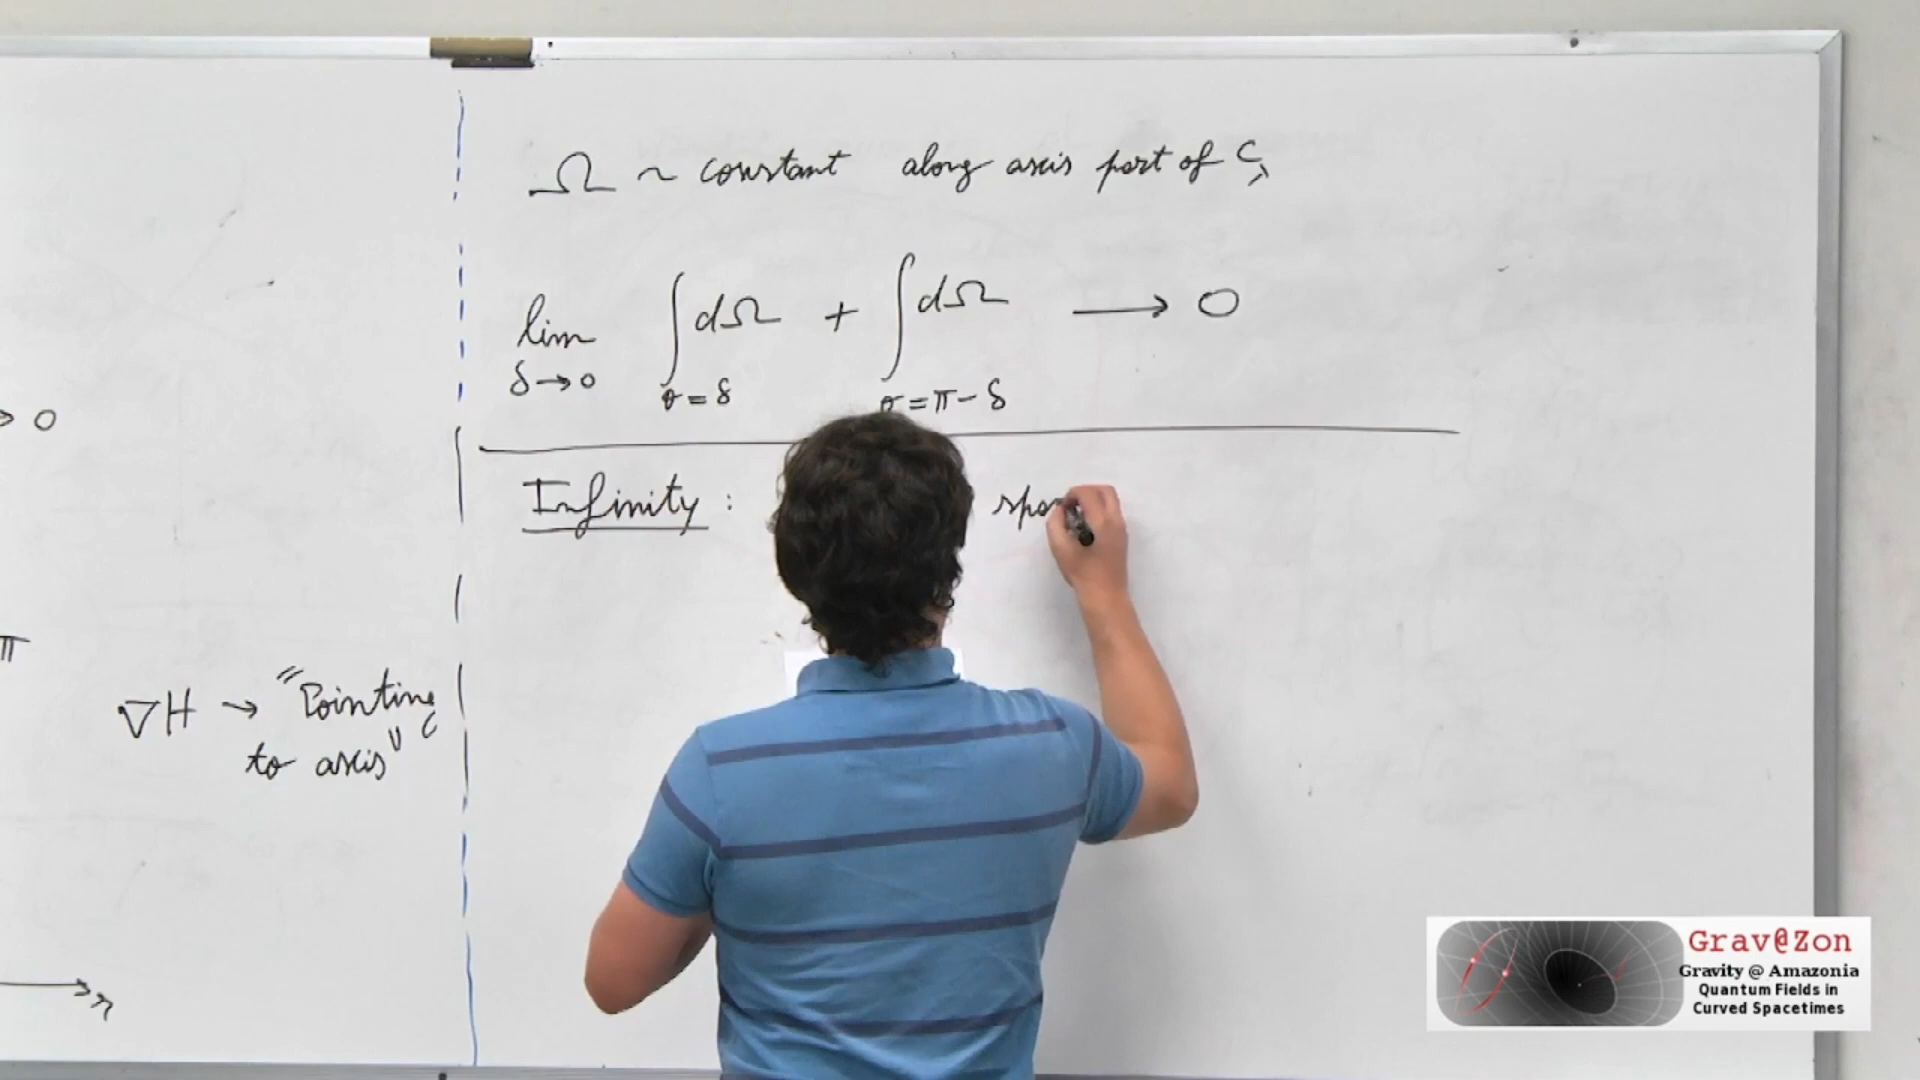 Ω ~ constant along axis part of C,
lim δ→0 ∫ dΩ θ=δ + ∫ dΩ θ=π-δ → 0
→ 0
Infinity :
π
∇H → "Pointing
to axis"
→ r
Grav@Zon
Gravity @ Amazonia
Quantum Fields in
Curved Spacetimes